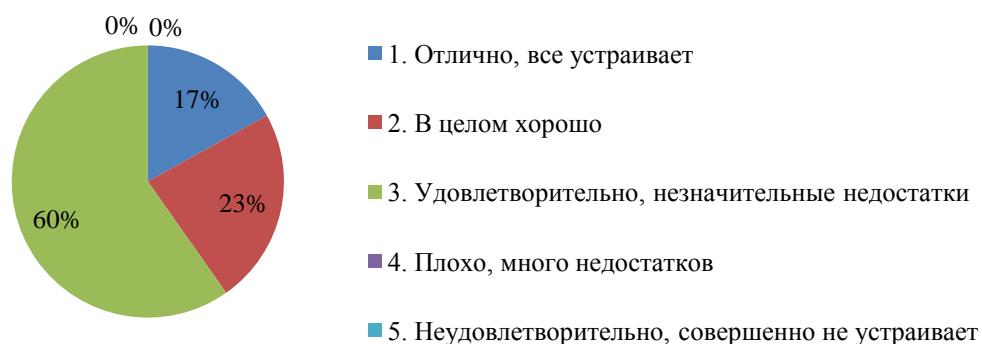 0% 0%
17%
23%
60%
1. Отлично, все устраивает
2. В целом хорошо
3. Удовлетворительно, незначительные недостатки
4. Плохо, много недостатков
5. Неудовлетворительно, совершенно не устраивает